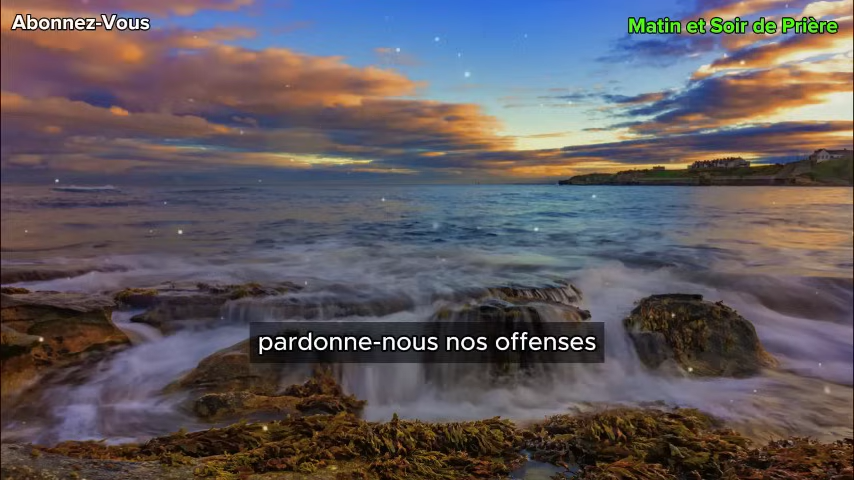 Abonnez-Vous
Matin et Soir de Prière
pardonne-nous nos offenses